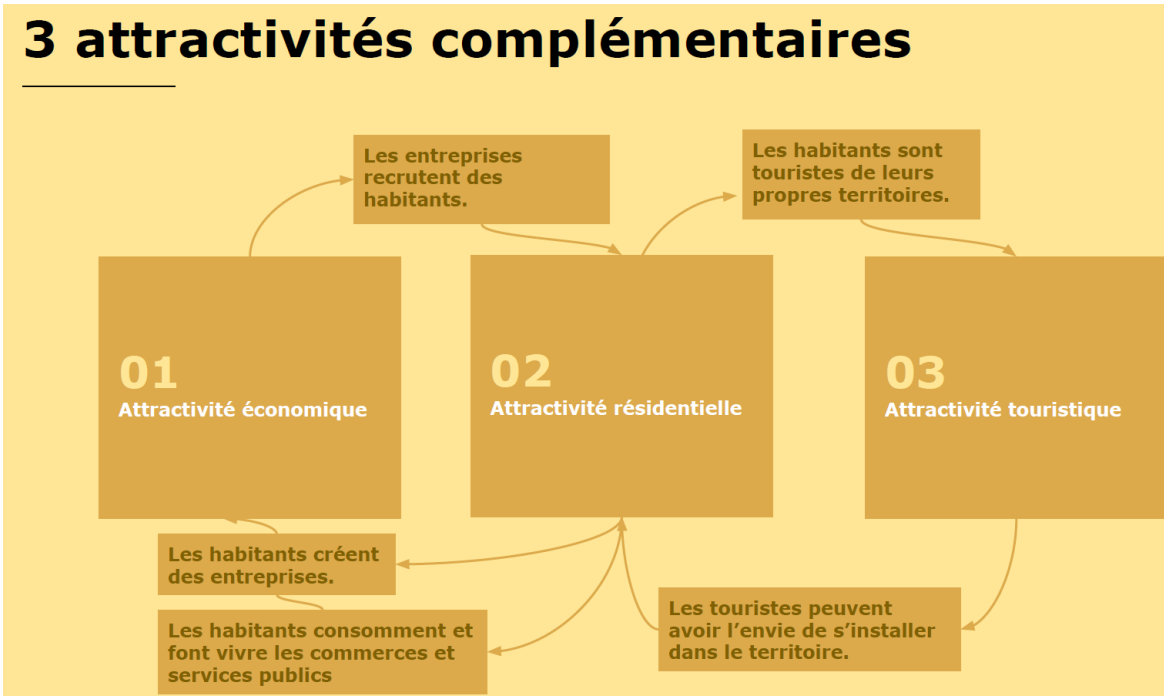 3 attractivités complémentaires
Les entreprises
recrutent des
habitants.
Les habitants sont
touristes de leurs
propres territoires.
01
Attractivité économique
02
Attractivité résidentielle
03
Attractivité touristique
Les habitants créent
des entreprises.
Les habitants consomment et
font vivre les commerces et
services publics
Les touristes peuvent
avoir l’envie de s’installer
dans le territoire.